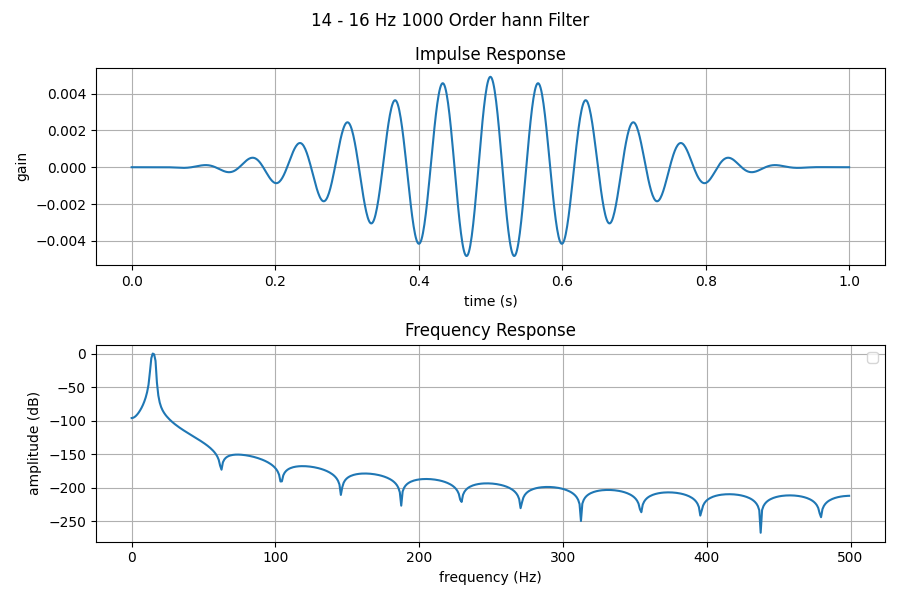 14 - 16 Hz 1000 Order hann Filter
Impulse Response
gain
0.004
0.002
0.000
−0.002
−0.004
0.0 0.2 0.4 0.6 0.8 1.0
time (s)
Frequency Response
amplitude (dB)
0
−50
−100
−150
−200
−250
0 100 200 300 400 500
frequency (Hz)